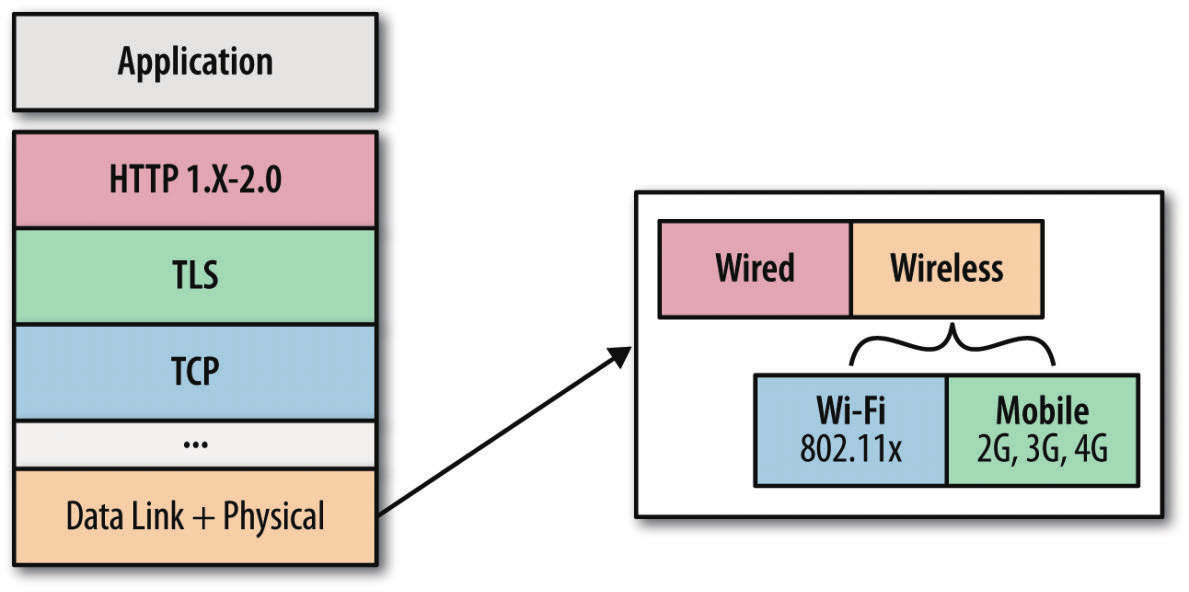 Application
HTTP 1.X-2.0
TLS
TCP
...
Data Link + Physical
Wired
Wireless
Wi-Fi
802.11x
Mobile
2G, 3G, 4G